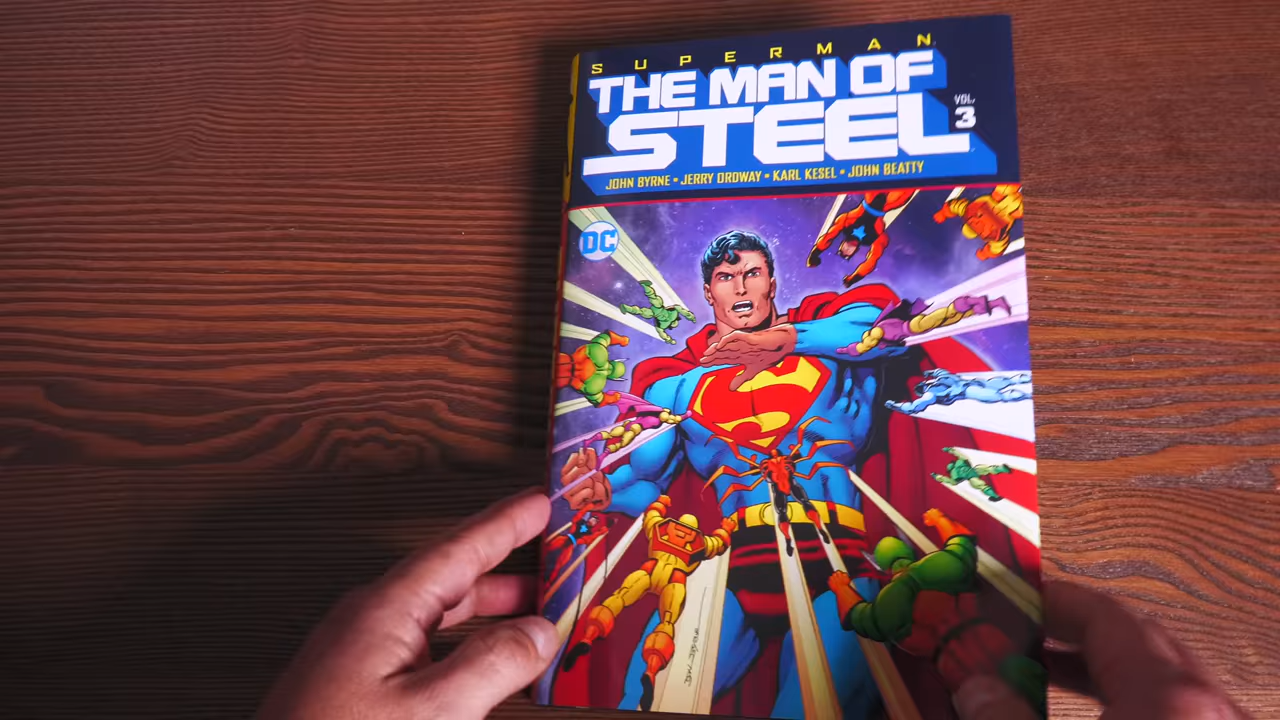 SUPERMAN
THE MAN OF
STEEL
VOL.
3
JOHN BYRNE • JERRY ORDWAY • KARL KESEL • JOHN BEATTY
DC